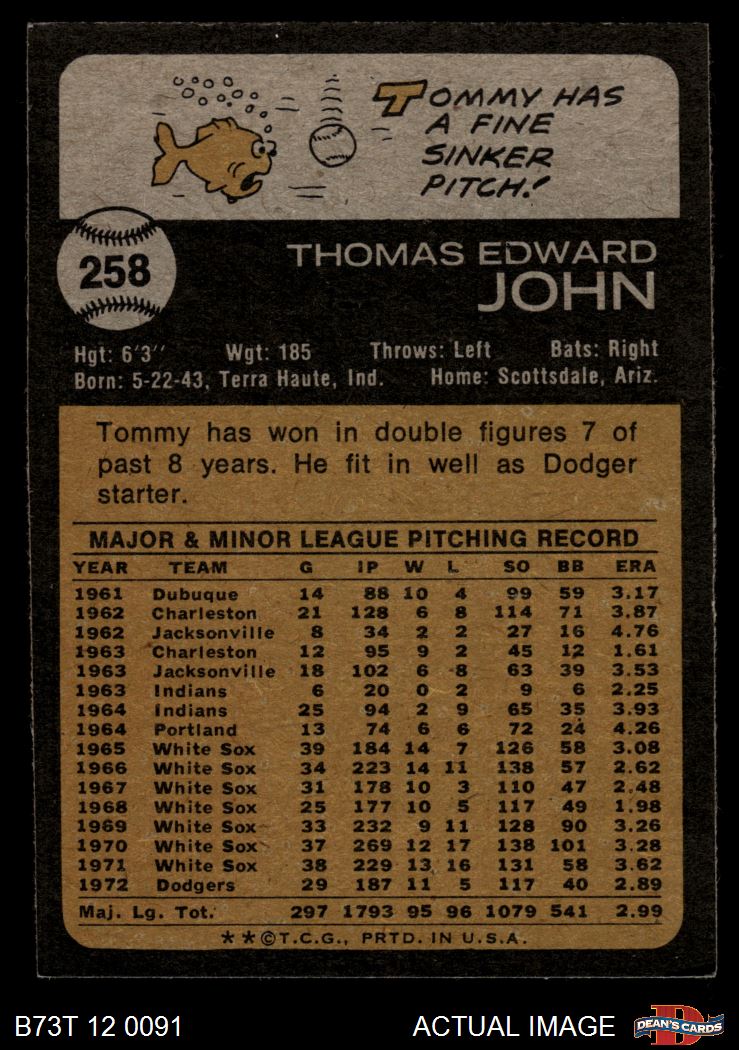 TOMMY HAS
A FINE
SINKER
PITCH!
258
THOMAS EDWARD
JOHN
Hgt: 6'3'' Wgt: 185 Throws: Left Bats: Right
Born: 5-22-43, Terra Haute, Ind. Home: Scottsdale, Ariz.
Tommy has won in double figures 7 of
past 8 years. He fit in well as Dodger
starter.
MAJOR & MINOR LEAGUE PITCHING RECORD
YEAR TEAM G IP W L SO BB ERA
1961 Dubuque 14 88 10 4 99 59 3.17
1962 Charleston 21 128 6 8 114 71 3.87
1962 Jacksonville 8 34 2 2 27 16 4.76
1963 Charleston 12 95 9 2 45 12 1.61
1963 Jacksonville 18 102 6 8 63 39 3.53
1963 Indians 6 20 0 2 9 6 2.25
1964 Indians 25 94 2 9 65 35 3.93
1964 Portland 13 74 6 6 72 24 4.26
1965 White Sox 39 184 14 7 126 58 3.08
1966 White Sox 34 223 14 11 138 57 2.62
1967 White Sox 31 178 10 3 110 47 2.48
1968 White Sox 25 177 10 5 117 49 1.98
1969 White Sox 33 232 9 11 128 90 3.26
1970 White Sox 37 269 12 17 138 101 3.28
1971 White Sox 38 229 13 16 131 58 3.62
1972 Dodgers 29 187 11 5 117 40 2.89
Maj. Lg. Tot. 297 1793 95 96 1079 541 2.99
★★©T.C.G., PRTD. IN U.S.A.
B73T 12 0091 ACTUAL IMAGE D DEAN'S CARDS